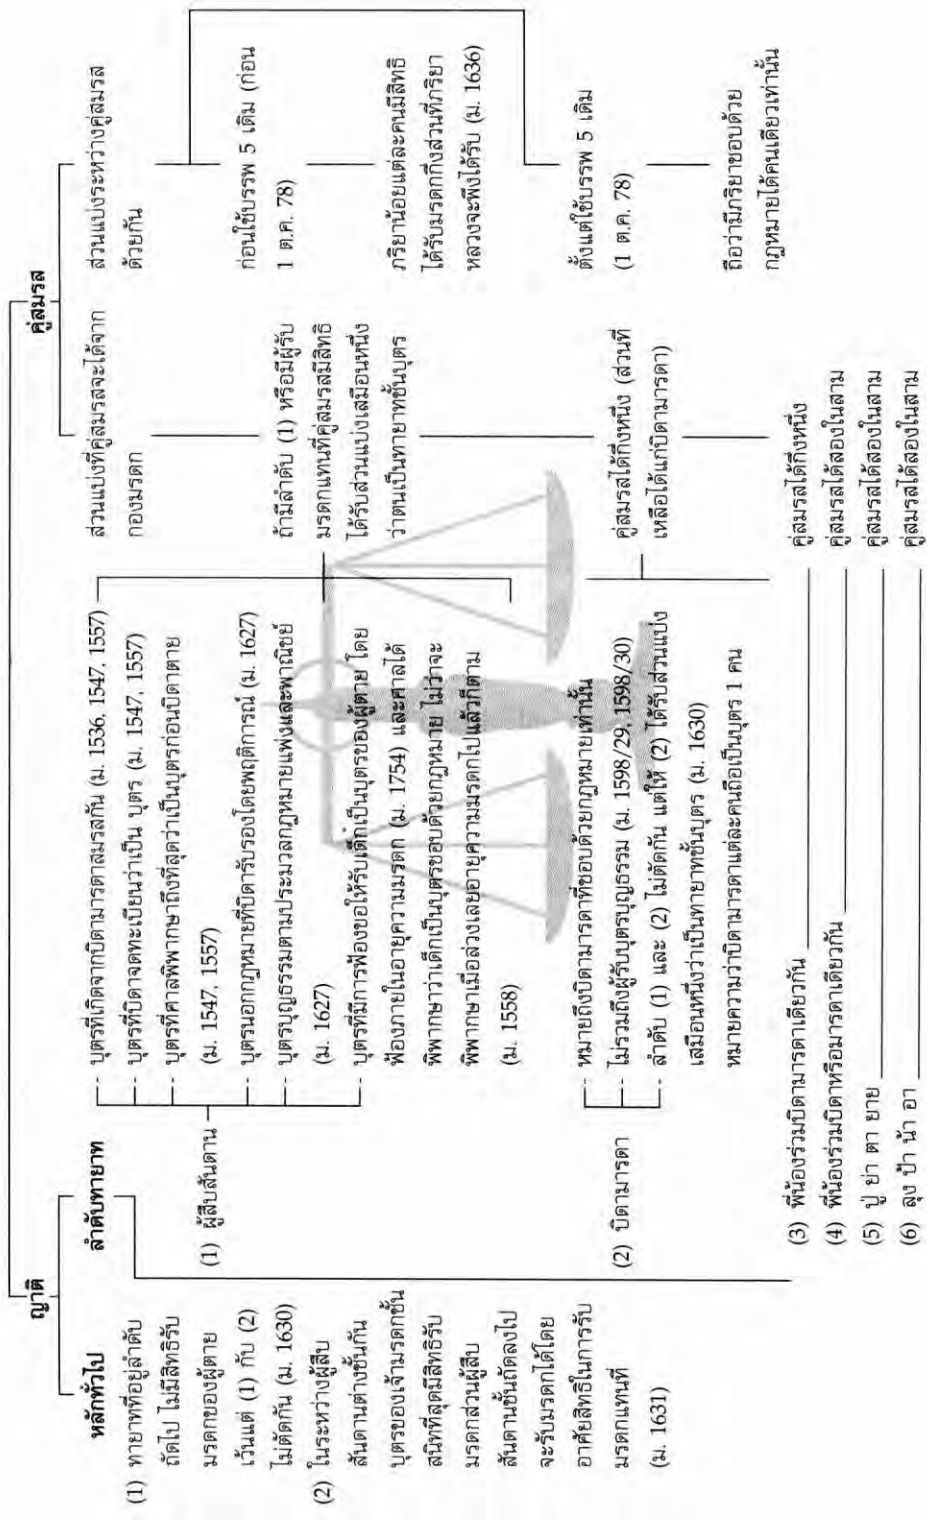 ญาติ
คู่สมรส
หลักทั่วไป
(1) ทายาทที่อยู่ลำดับ
ถัดไป ไม่มีสิทธิรับ
มรดกของผู้ตาย
เว้นแต่ (1) กับ (2)
ไม่ตัดกัน (ม. 1630)
(2) ในระหว่างผู้สืบ
สันดานต่างชั้นกัน
บุตรของเจ้ามรดกชั้น
สนิทที่สุดมีสิทธิรับ
มรดกส่วนผู้สืบ
สันดานชั้นถัดลงไป
จะรับมรดกได้โดย
อาศัยสิทธิในการรับ
มรดกแทนที่
(ม. 1631)
ลำดับทายาท
(1) ผู้สืบสันดาน
- บุตรที่เกิดจากบิดามารดาสมรสกัน (ม. 1536, 1547, 1557)
- บุตรที่บิดาจดทะเบียนว่าเป็น บุตร (ม. 1547, 1557)
- บุตรที่ศาลพิพากษาถึงที่สุดว่าเป็นบุตรก่อนบิดาตาย
(ม. 1547, 1557)
- บุตรนอกกฎหมายที่บิดารับรองโดยพฤติการณ์ (ม. 1627)
- บุตรบุญธรรมตามประมวลกฎหมายแพ่งและพาณิชย์
(ม. 1627)
- บุตรที่มีการฟ้องขอให้รับเด็กเป็นบุตรของผู้ตาย โดย
ฟ้องภายในอายุความมรดก (ม. 1754) และศาลได้
พิพากษาว่าเด็กเป็นบุตรชอบด้วยกฎหมาย ไม่ว่าจะ
พิพากษาเมื่อล่วงเลยอายุความมรดกไปแล้วก็ตาม
(ม. 1558)
(2) บิดามารดา
- หมายถึงบิดามารดาที่ชอบด้วยกฎหมายเท่านั้น
- ไม่รวมถึงผู้รับบุตรบุญธรรม (ม. 1598/29, 1598/30)
- ลำดับ (1) และ (2) ไม่ตัดกัน แต่ให้ (2) ได้รับส่วนแบ่ง
เสมือนหนึ่งว่าเป็นทายาทชั้นบุตร (ม. 1630)
หมายความว่าบิดามารดาแต่ละคนถือเป็นบุตร 1 คน
(3) พี่น้องร่วมบิดามารดาเดียวกัน คู่สมรสได้กึ่งหนึ่ง
(4) พี่น้องร่วมบิดาหรือมารดาเดียวกัน คู่สมรสได้สองในสาม
(5) ปู่ ย่า ตา ยาย คู่สมรสได้สองในสาม
(6) ลุง ป้า น้า อา คู่สมรสได้สองในสาม
ส่วนแบ่งที่คู่สมรสจะได้จาก
กองมรดก
ถ้ามีลำดับ (1) หรือมีผู้รับ
มรดกแทนที่คู่สมรสมีสิทธิ
ได้รับส่วนแบ่งเสมือนหนึ่ง
ว่าตนเป็นทายาทชั้นบุตร
คู่สมรสได้กึ่งหนึ่ง (ส่วนที่
เหลือได้แก่บิดามารดา)
ส่วนแบ่งระหว่างคู่สมรส
ด้วยกัน
ก่อนใช้บรรพ 5 เดิม (ก่อน
1 ต.ค. 78)
ภริยาน้อยแต่ละคนมีสิทธิ
ได้รับมรดกกึ่งส่วนที่ภริยา
หลวงจะพึงได้รับ (ม. 1636)
ตั้งแต่ใช้บรรพ 5 เดิม
(1 ต.ค. 78)
ถือว่ามีภริยาชอบด้วย
กฎหมายได้คนเดียวเท่านั้น